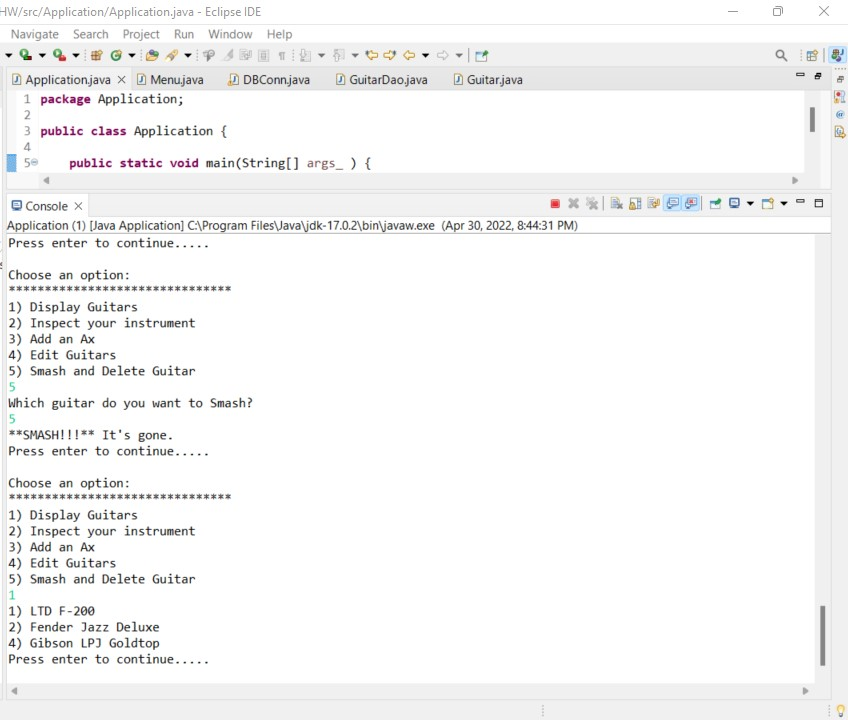 HW/src/Application/Application.java - Eclipse IDE
Navigate Search Project Run Window Help
Application.java Menu.java DBConn.java GuitarDao.java Guitar.java
1 package Application;
2
3 public class Application {
4
5 public static void main(String[] args_ ) {
Console
Application (1) [Java Application] C:\Program Files\Java\jdk-17.0.2\bin\javaw.exe (Apr 30, 2022, 8:44:31 PM)
Press enter to continue.....
Choose an option:
*******************************
1) Display Guitars
2) Inspect your instrument
3) Add an Ax
4) Edit Guitars
5) Smash and Delete Guitar
5
Which guitar do you want to Smash?
5
**SMASH!!!** It's gone.
Press enter to continue.....
Choose an option:
*******************************
1) Display Guitars
2) Inspect your instrument
3) Add an Ax
4) Edit Guitars
5) Smash and Delete Guitar
1
1) LTD F-200
2) Fender Jazz Deluxe
4) Gibson LPJ Goldtop
Press enter to continue.....